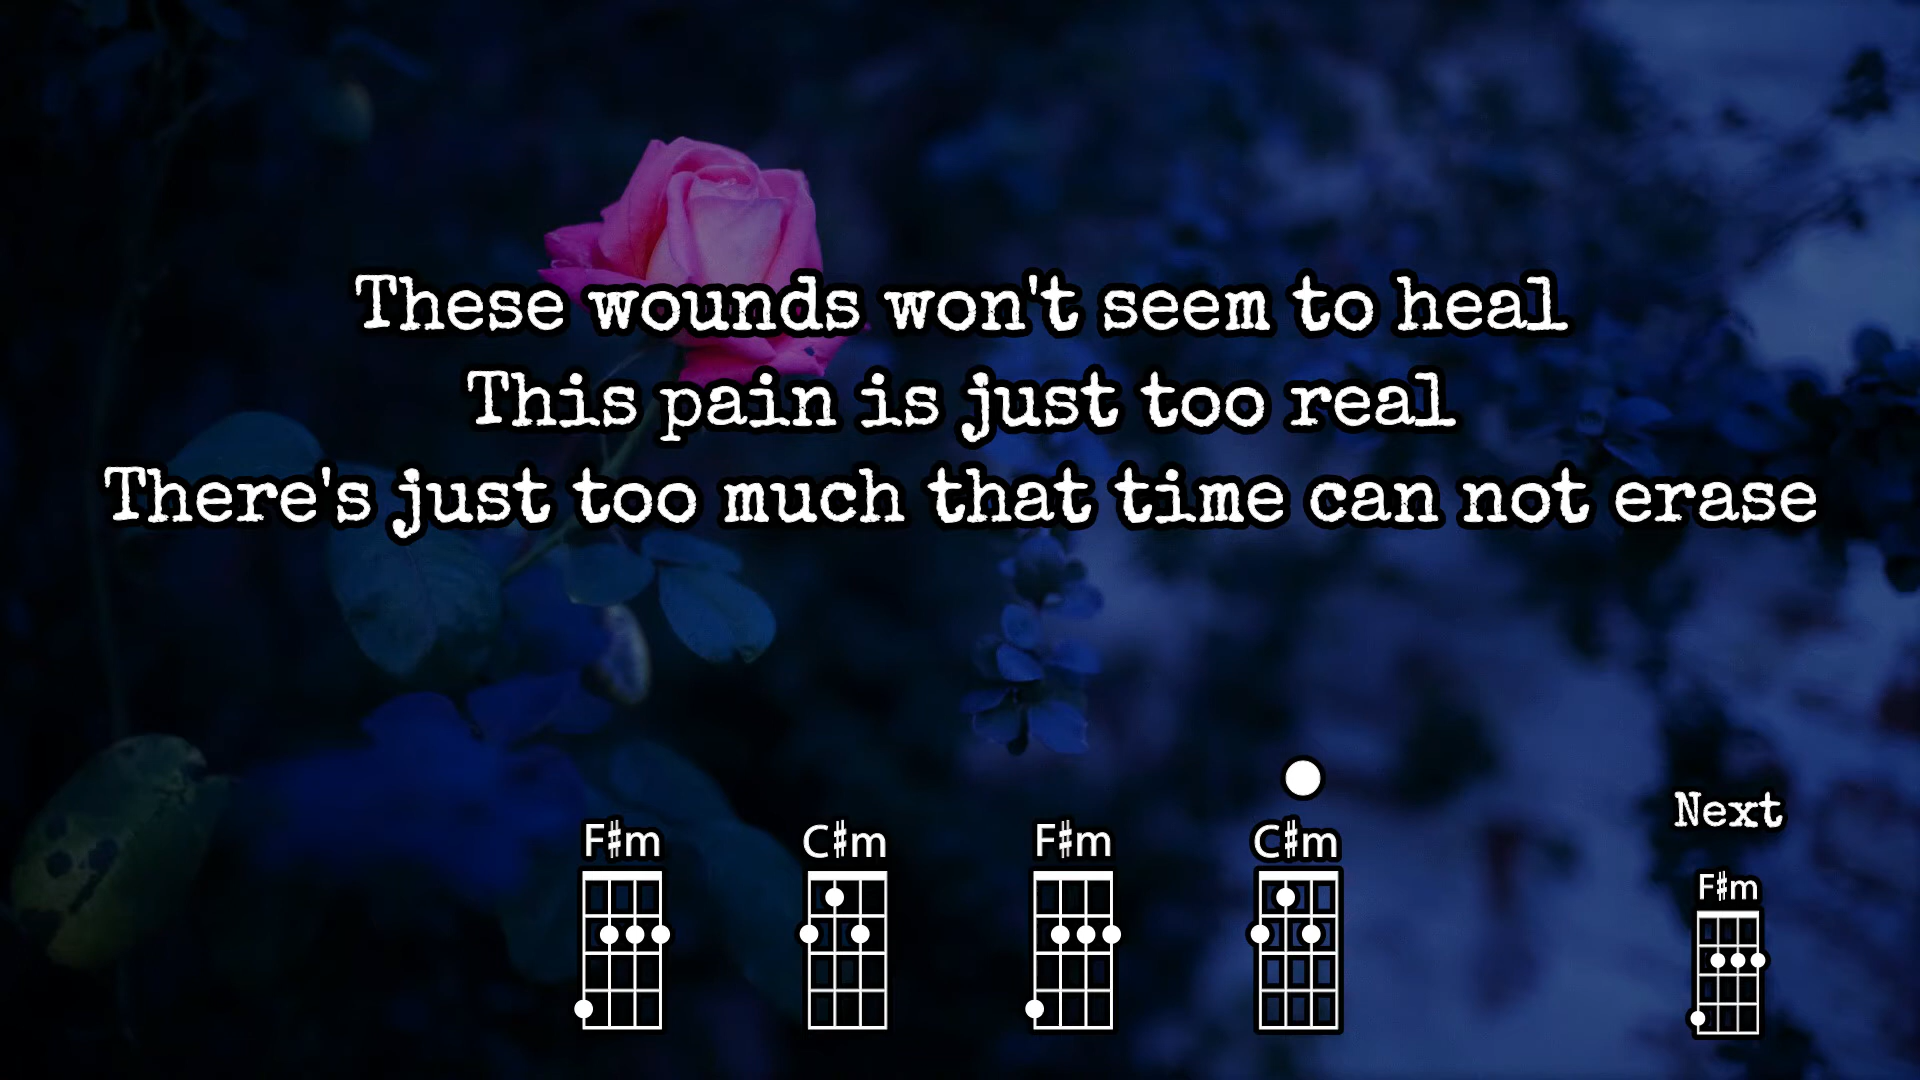 These wounds won't seem to heal
This pain is just too real
There's just too much that time can not erase
Next
F♯m C♯m F♯m C♯m F♯m